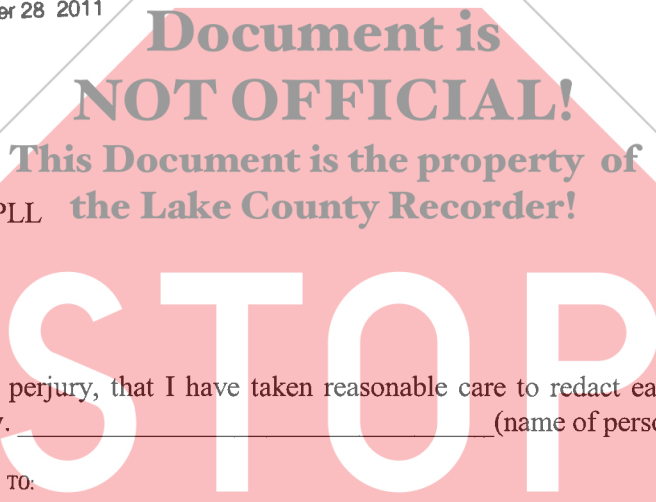 er 28 2011
Document is
NOT OFFICIAL!
This Document is the property of
the Lake County Recorder!
PLL
STOP
perjury, that I have taken reasonable care to redact ea
y. (name of perso
TO: